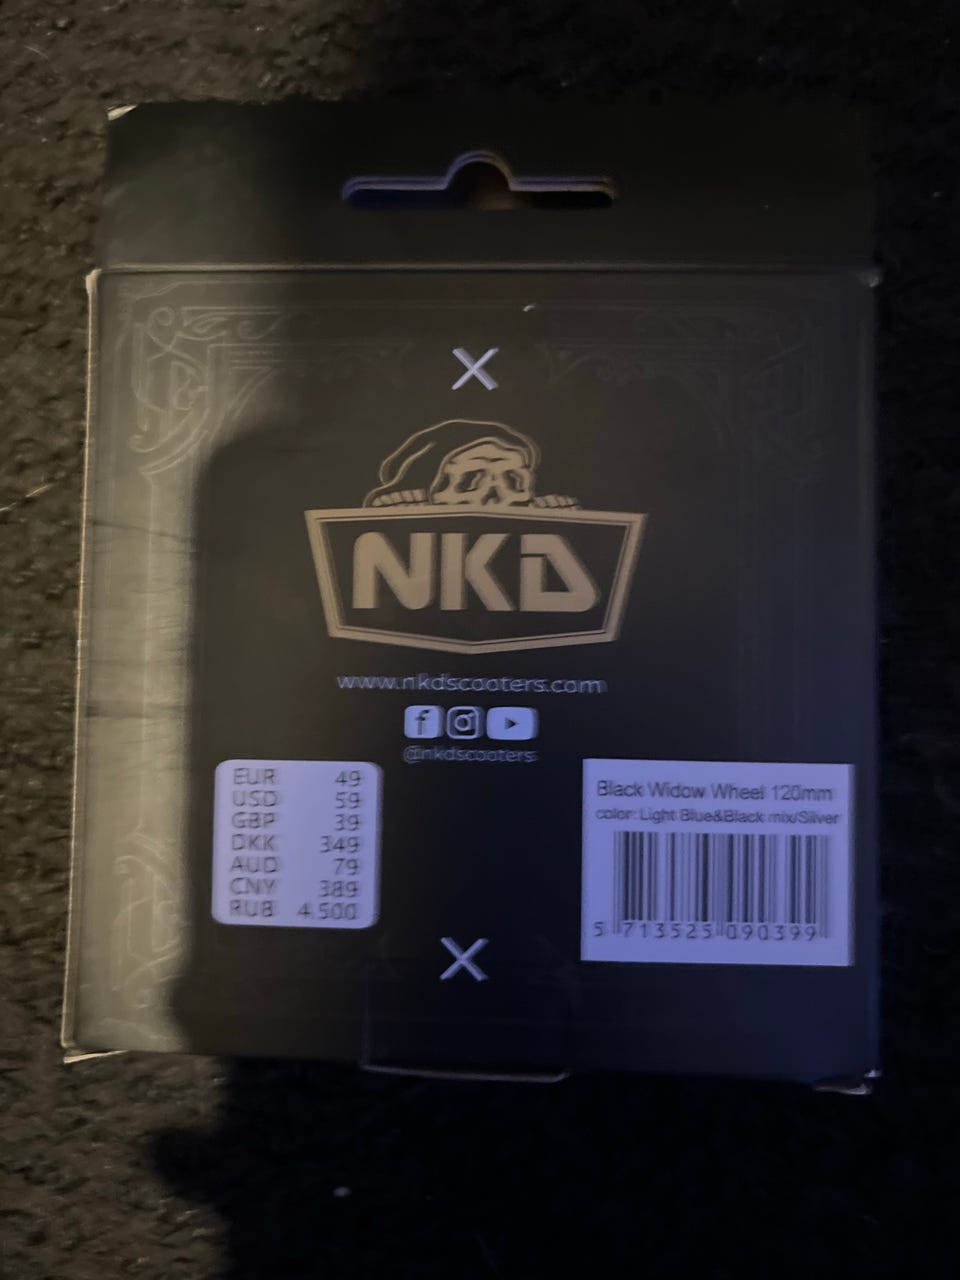 NKD
www.nkdscooters.com
@nkdscooters
EUR 49
USD 59
GBP 39
DKK 349
AUD 79
CNY 389
RUB 4.500
Black Widow Wheel 120mm
color: Light Blue&Black mix/Silver
5 713525 090399